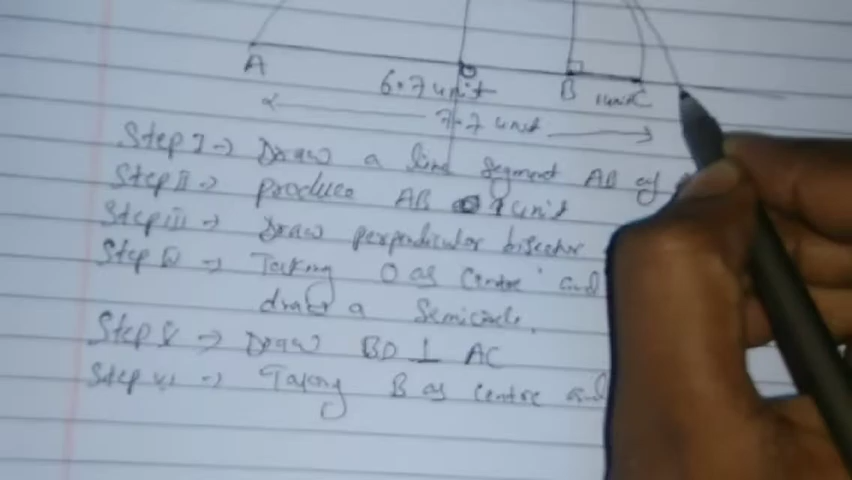 A
6.7 unit
B
1unit C
7.7 unit
Step I → Draw a line segment AB of
Step II → produce AB 1 unit
Step III → Draw perpendicular bisector
Step IV → Taking O as centre and
draw a Semicircle.
Step V → Draw BD ⊥ AC
Step VI → Taking B as centre and